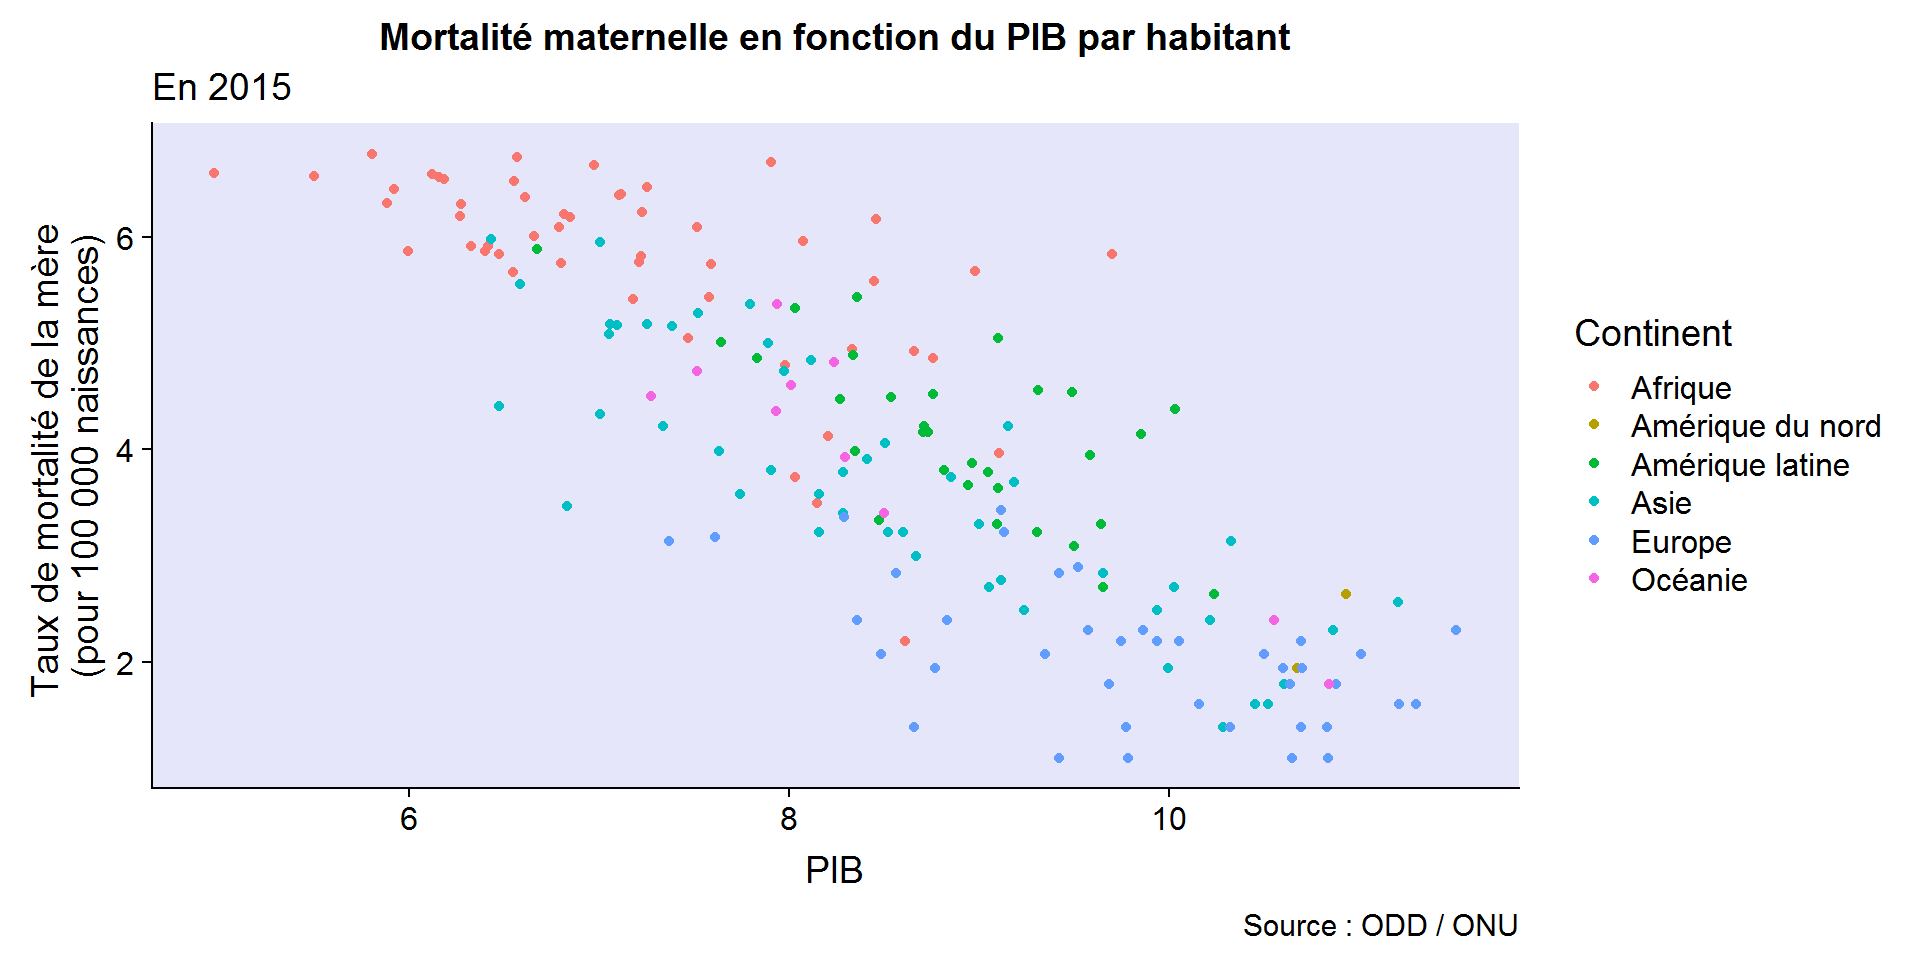 Mortalité maternelle en fonction du PIB par habitant
En 2015
Taux de mortalité de la mère
(pour 100 000 naissances)
6
4
2
6
8
10
PIB
Continent
Afrique
Amérique du nord
Amérique latine
Asie
Europe
Océanie
Source : ODD / ONU